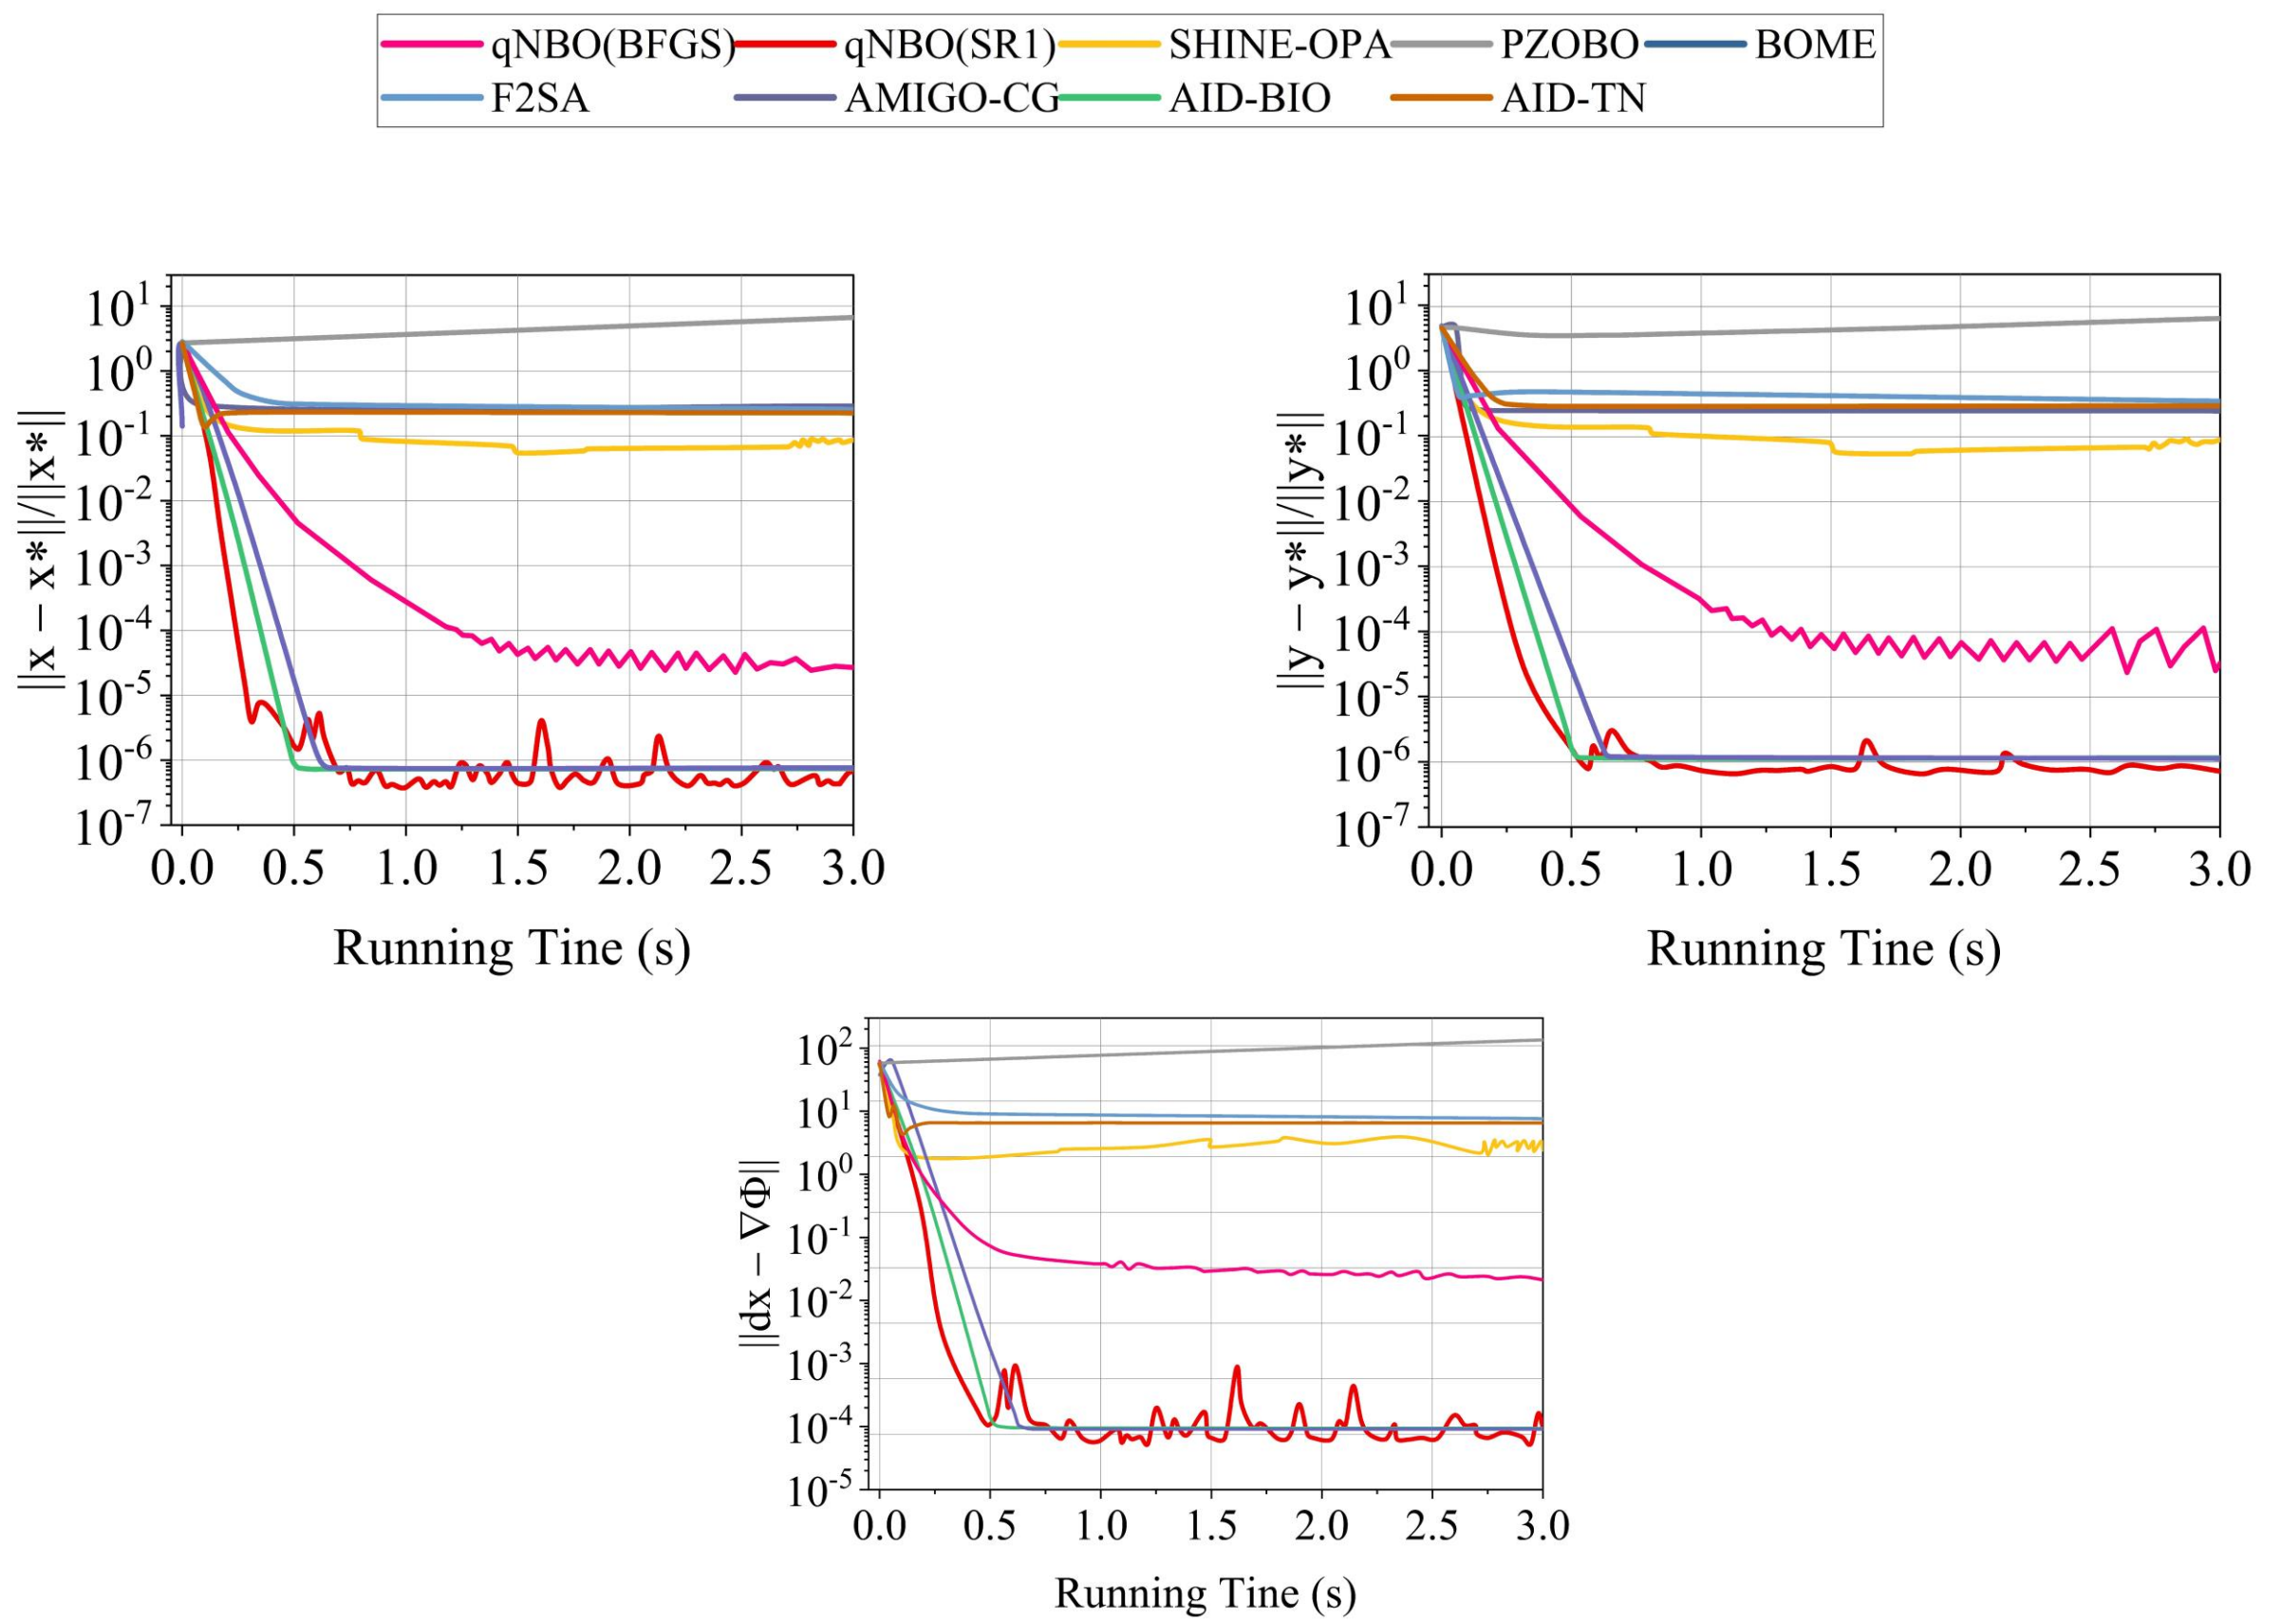 qNBO(BFGS) qNBO(SR1) SHINE-OPA PZOBO BOME
F2SA AMIGO-CG AID-BIO AID-TN
||x − x*||/||x*||
10^1
10^0
10^-1
10^-2
10^-3
10^-4
10^-5
10^-6
10^-7
0.0 0.5 1.0 1.5 2.0 2.5 3.0
Running Tine (s)
||y − y*||/||y*||
10^1
10^0
10^-1
10^-2
10^-3
10^-4
10^-5
10^-6
10^-7
0.0 0.5 1.0 1.5 2.0 2.5 3.0
Running Tine (s)
||dx − ∇Φ||
10^2
10^1
10^0
10^-1
10^-2
10^-3
10^-4
10^-5
0.0 0.5 1.0 1.5 2.0 2.5 3.0
Running Tine (s)